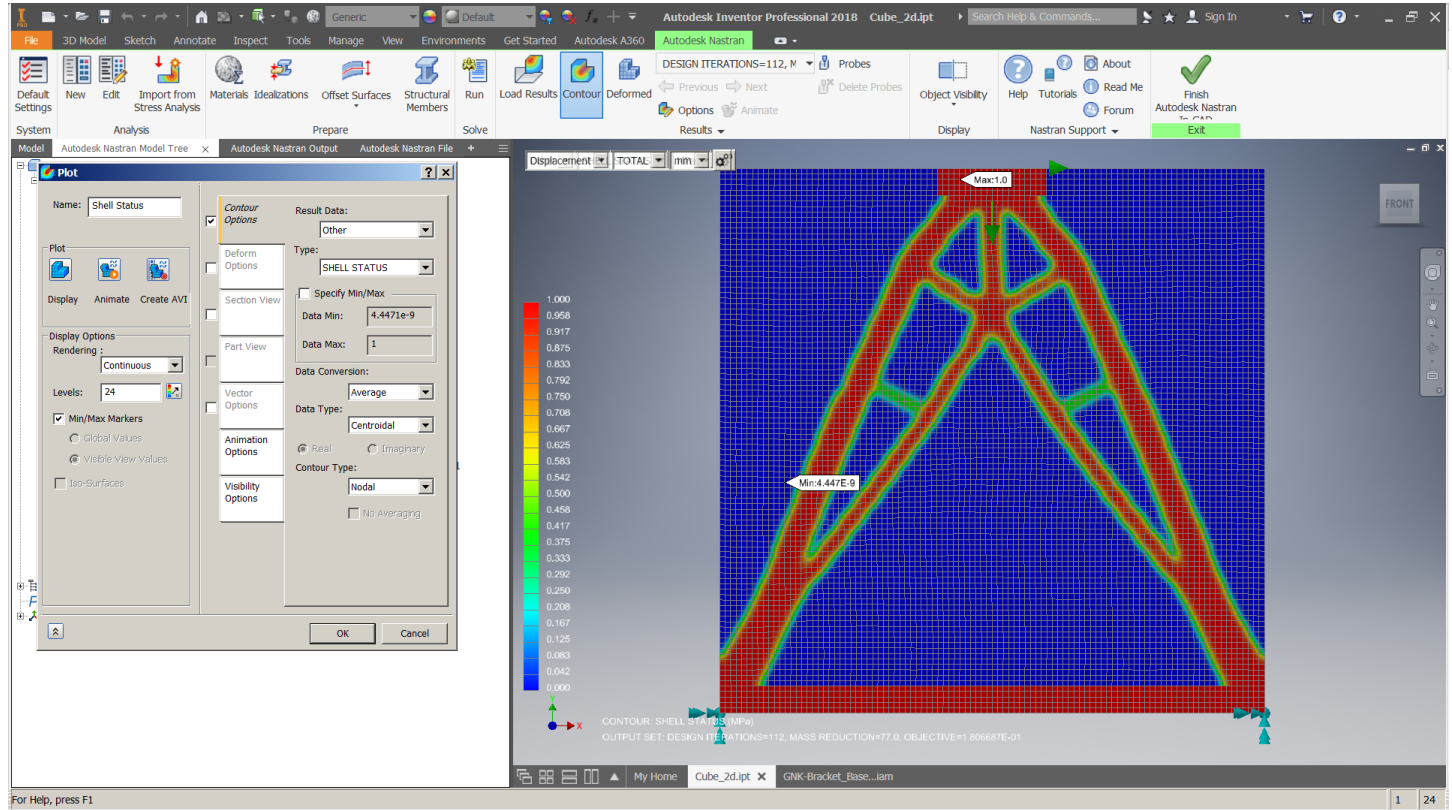 I PRO
Generic
Default
Autodesk Inventor Professional 2018 Cube_2d.ipt
Search Help & Commands...
Sign In
File 3D Model Sketch Annotate Inspect Tools Manage View Environments Get Started Autodesk A360 Autodesk Nastran
Default Settings
New
Edit
Import from Stress Analysis
Materials
Idealizations
Offset Surfaces
Structural Members
Run
Load Results
Contour
Deformed
DESIGN ITERATIONS=112, M
Previous Next
Options Animate
Probes
Delete Probes
Object Visibility
Help
Tutorials
About
Read Me
Forum
Finish Autodesk Nastran In-CAD
System Analysis Prepare Solve Results Display Nastran Support Exit
Model Autodesk Nastran Model Tree x Autodesk Nastran Output Autodesk Nastran File +
Plot
? X
Name: Shell Status
Plot
Display Animate Create AVI
Display Options
Rendering :
Continuous
Levels: 24
Min/Max Markers
Global Values
Visible View Values
Iso-Surfaces
Contour Options
Deform Options
Section View
Part View
Vector Options
Animation Options
Visibility Options
Result Data:
Other
Type:
SHELL STATUS
Specify Min/Max
Data Min: 4.4471e-9
Data Max: 1
Data Conversion:
Average
Data Type:
Centroidal
Real Imaginary
Contour Type:
Nodal
No Averaging
OK Cancel
Displacement TOTAL mm
Max:1.0
FRONT
1.000
0.958
0.917
0.875
0.833
0.792
0.750
0.708
0.667
0.625
0.583
0.542
0.500
0.458
0.417
0.375
0.333
0.292
0.250
0.208
0.167
0.125
0.083
0.042
0.000
Min:4.447E-9
Y
X
CONTOUR: SHELL STATUS (MPa)
OUTPUT SET: DESIGN ITERATIONS=112, MASS REDUCTION=77.0, OBJECTIVE=1.806687E-01
My Home Cube_2d.ipt X GNK-Bracket_Base...iam
For Help, press F1
1 24